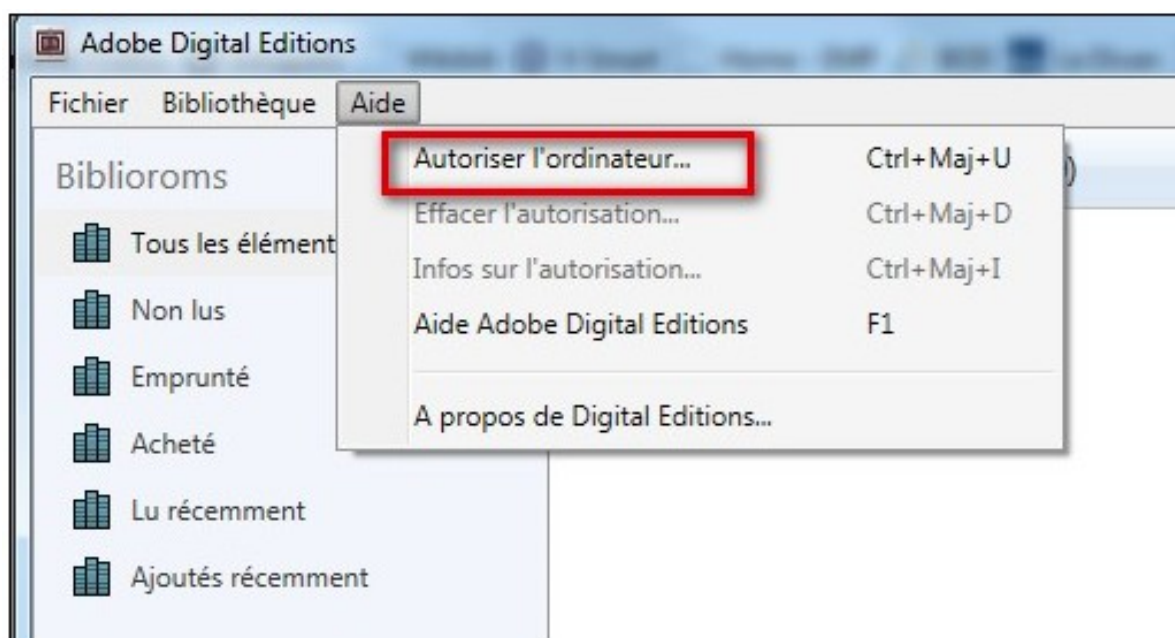 Adobe Digital Editions
Fichier Bibliothèque Aide
Biblioroms
Tous les élément
Non lus
Emprunté
Acheté
Lu récemment
Ajoutés récemment
Autoriser l'ordinateur... Ctrl+Maj+U
Effacer l'autorisation... Ctrl+Maj+D
Infos sur l'autorisation... Ctrl+Maj+I
Aide Adobe Digital Editions F1
A propos de Digital Editions...